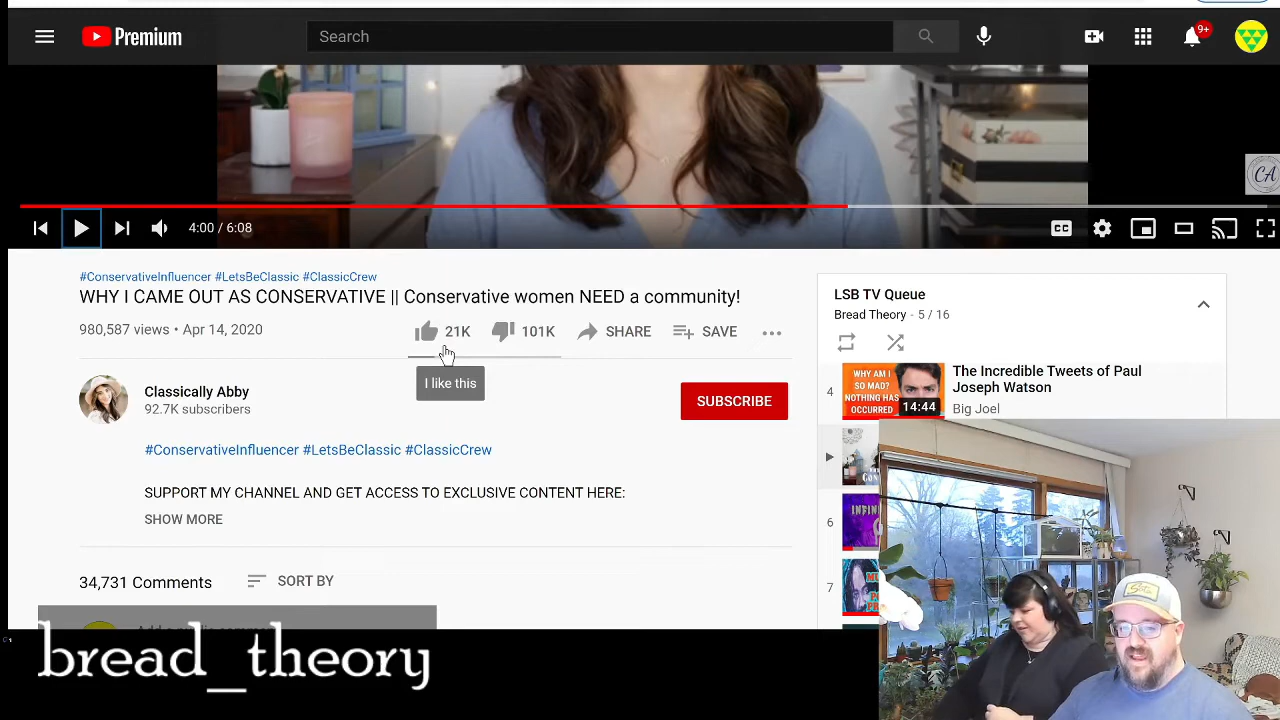 Premium
Search
9+
CA
4:00 / 6:08
CC
#ConservativeInfluencer #LetsBeClassic #ClassicCrew
WHY I CAME OUT AS CONSERVATIVE || Conservative women NEED a community!
980,587 views • Apr 14, 2020
21K
101K
SHARE
SAVE
I like this
Classically Abby
92.7K subscribers
SUBSCRIBE
#ConservativeInfluencer #LetsBeClassic #ClassicCrew
SUPPORT MY CHANNEL AND GET ACCESS TO EXCLUSIVE CONTENT HERE:
SHOW MORE
34,731 Comments
SORT BY
LSB TV Queue
Bread Theory - 5 / 16
4
WHY AM I
SO MAD?
NOTHING HAS
OCCURRED
14:44
The Incredible Tweets of Paul
Joseph Watson
Big Joel
6
7
bread_theory